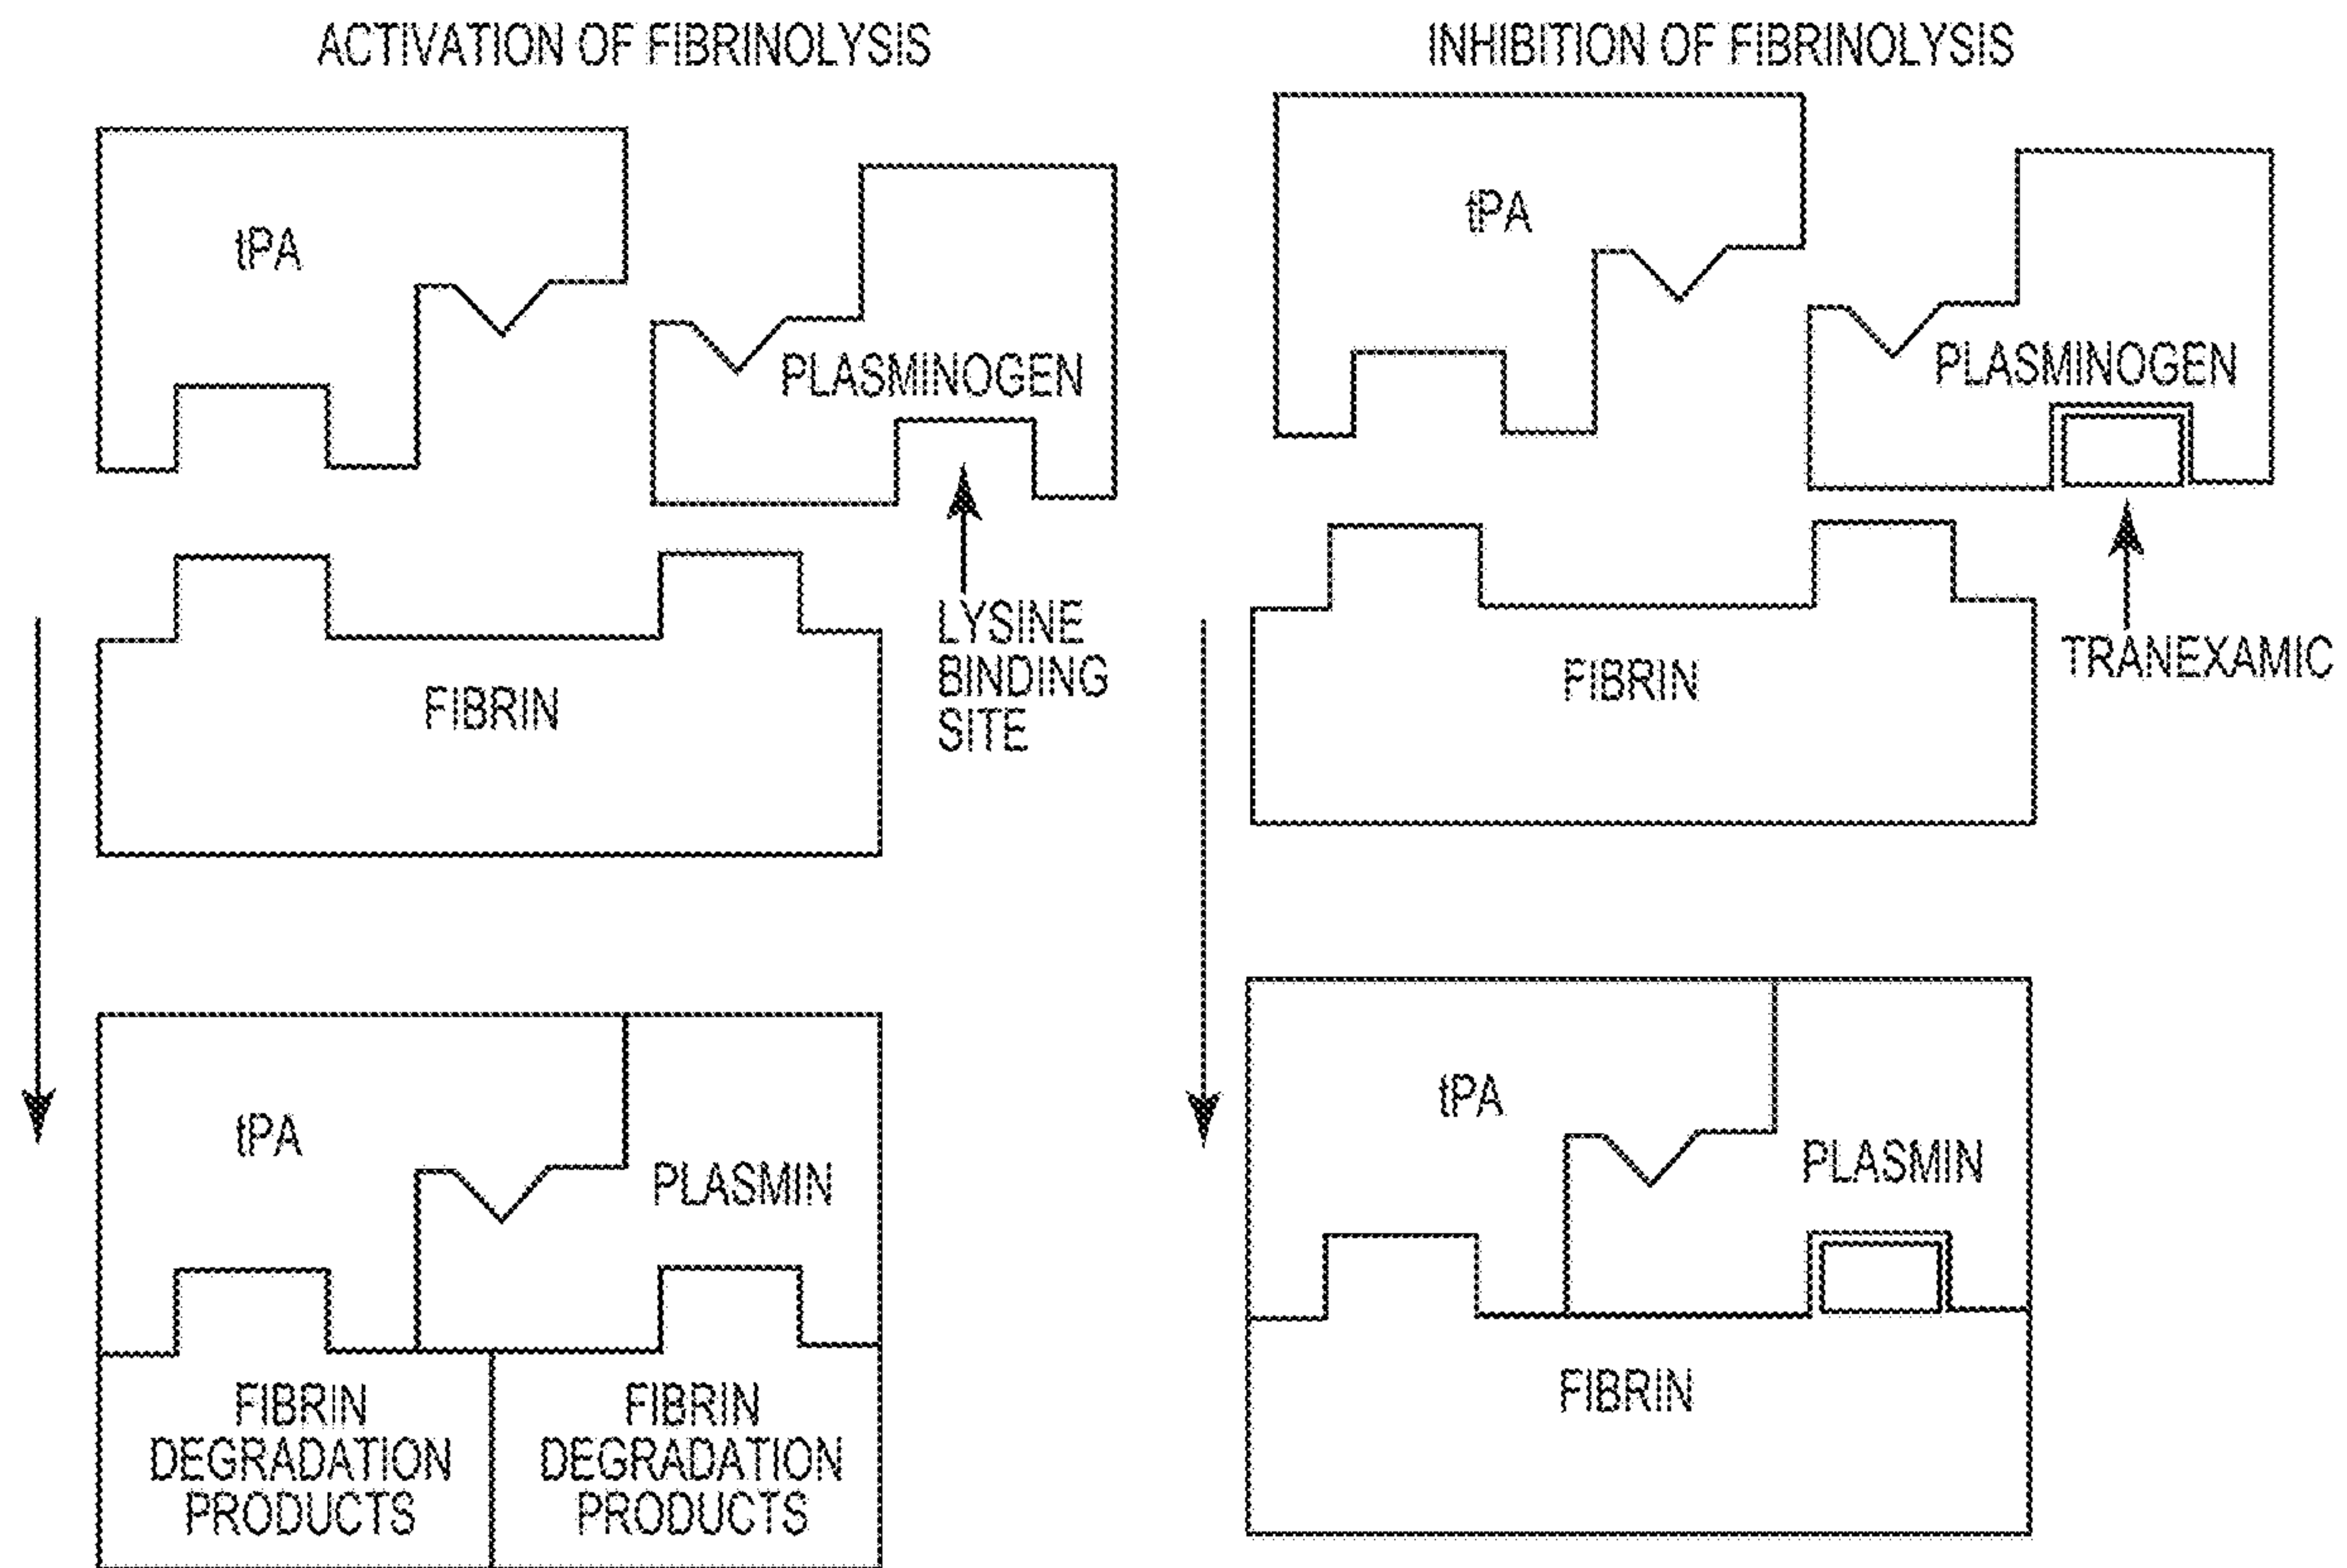 ACTIVATION OF FIBRINOLYSIS
tPA
PLASMINOGEN
LYSINE
BINDING
SITE
FIBRIN
tPA
PLASMIN
FIBRIN
DEGRADATION
PRODUCTS
FIBRIN
DEGRADATION
PRODUCTS
INHIBITION OF FIBRINOLYSIS
tPA
PLASMINOGEN
TRANEXAMIC
FIBRIN
tPA
PLASMIN
FIBRIN